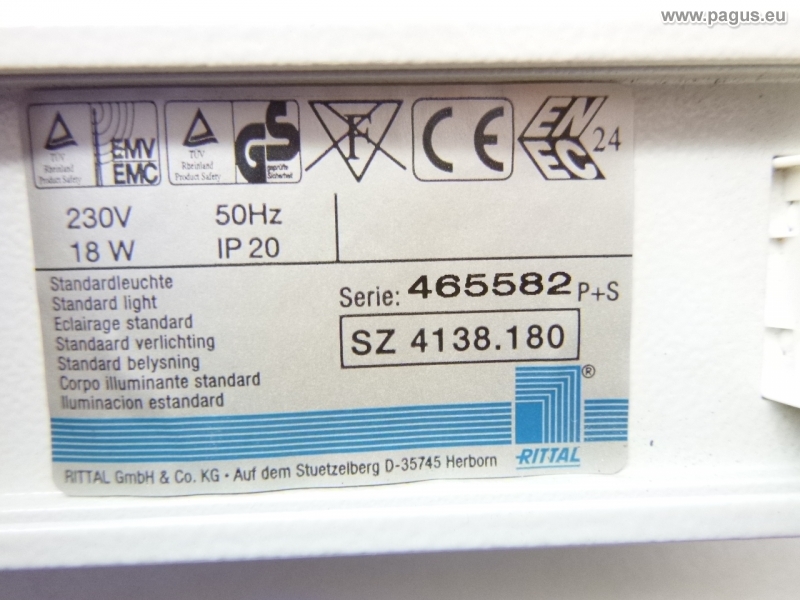 www.pagus.eu
TÜV
Rheinland
Product Safety
EMV
EMC
TÜV
Rheinland
Product Safety
GS
geprüfte
Sicherheit
F
CE
EN
EC
24
230V 50Hz
18 W IP 20
Standardleuchte
Standard light
Eclairage standard
Standaard verlichting
Standard belysning
Corpo illuminante standard
Iluminacion estandard
Serie: 465582 P+S
SZ 4138.180
®
RITTAL
RITTAL GmbH & Co. KG • Auf dem Stuetzelberg D-35745 Herborn